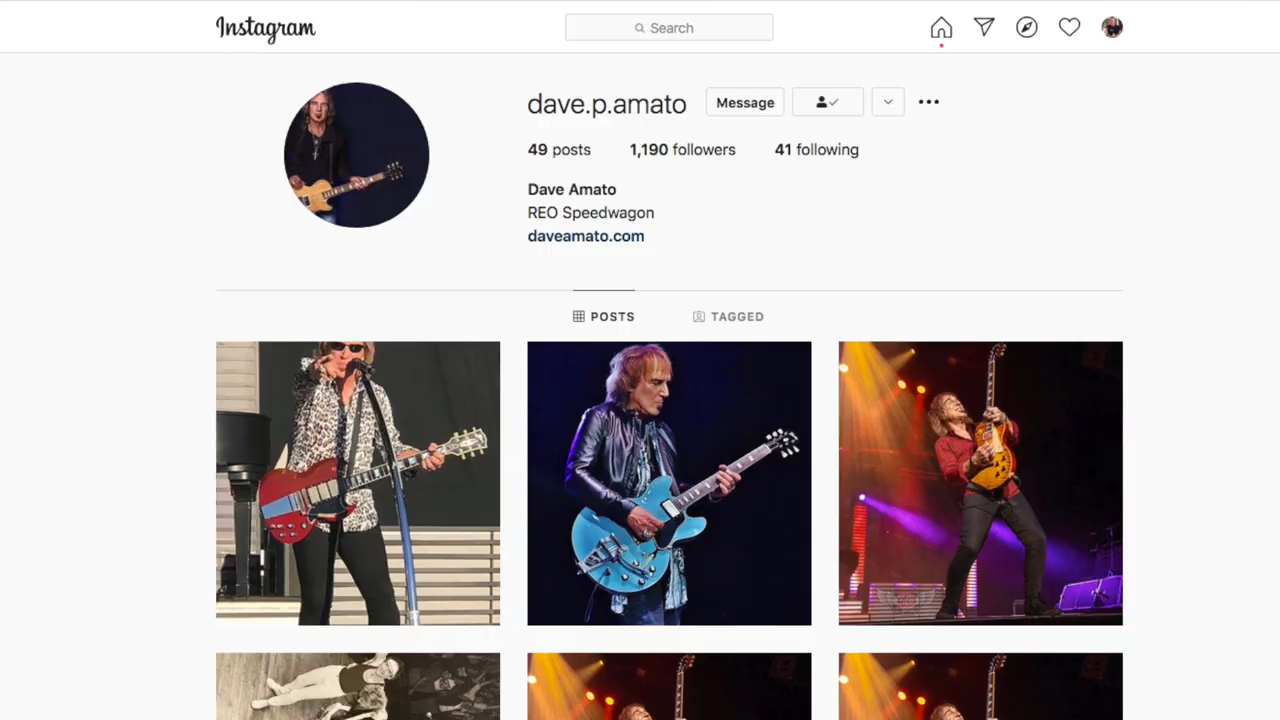 Instagram
Search
dave.p.amato
Message
49 posts 1,190 followers 41 following
Dave Amato
REO Speedwagon
daveamato.com
POSTS TAGGED